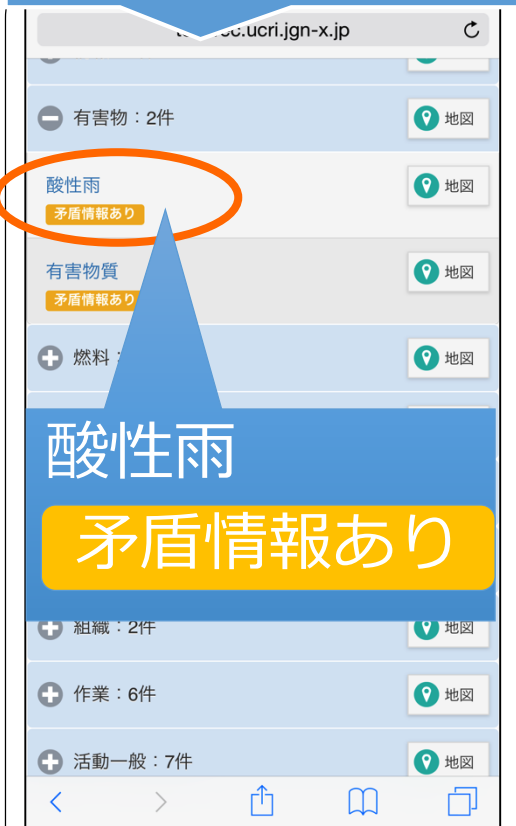 cc.ucri.jgn-x.jp
有害物：2件
地図
酸性雨
地図
矛盾情報あり
有害物質
地図
矛盾情報あり
燃料：
地図
酸性雨
矛盾情報あり
組織：2件
地図
作業：6件
地図
活動一般：7件
地図